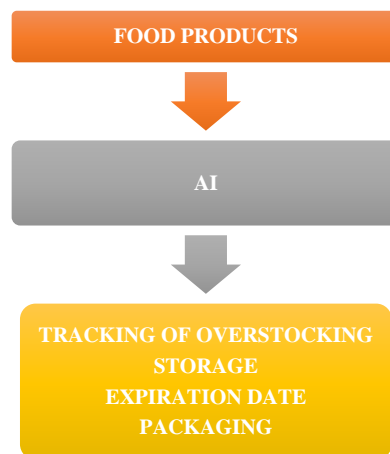 FOOD PRODUCTS
AI
TRACKING OF OVERSTOCKING
STORAGE
EXPIRATION DATE
PACKAGING